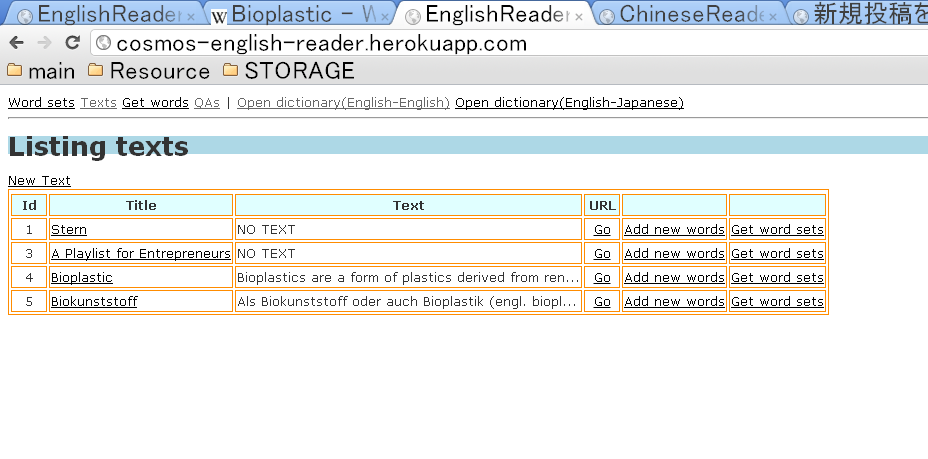 EnglishReader × Bioplastic - W × EnglishReader × ChineseReade × 新規投稿を
cosmos-english-reader.herokuapp.com
main Resource STORAGE
Word sets Texts Get words QAs | Open dictionary(English-English) Open dictionary(English-Japanese)
Listing texts
New Text
Id Title Text URL
1 Stern NO TEXT Go Add new words Get word sets
3 A Playlist for Entrepreneurs NO TEXT Go Add new words Get word sets
4 Bioplastic Bioplastics are a form of plastics derived from ren... Go Add new words Get word sets
5 Biokunststoff Als Biokunststoff oder auch Bioplastik (engl. biopl... Go Add new words Get word sets